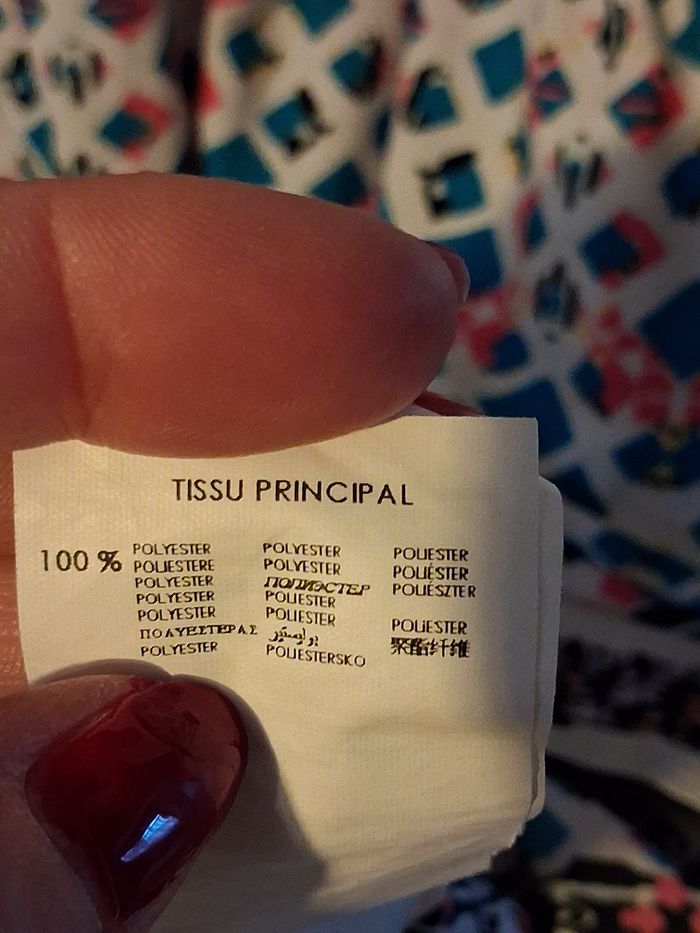 TISSU PRINCIPAL
100 %
POLYESTER
POLIESTERE
POLYESTER
POLYESTER
POLYESTER
ΠΟΛΥΕΣΤΕΡΑΣ
POLYESTER
POLYESTER
POLYESTER
ПОЛИЭСТЕР
POLIESTER
POLIESTER
بوليستر
POLIESTERSKO
POLIESTER
POLIÉSTER
POLIÉSZTER
POLIESTER
聚酯纤维